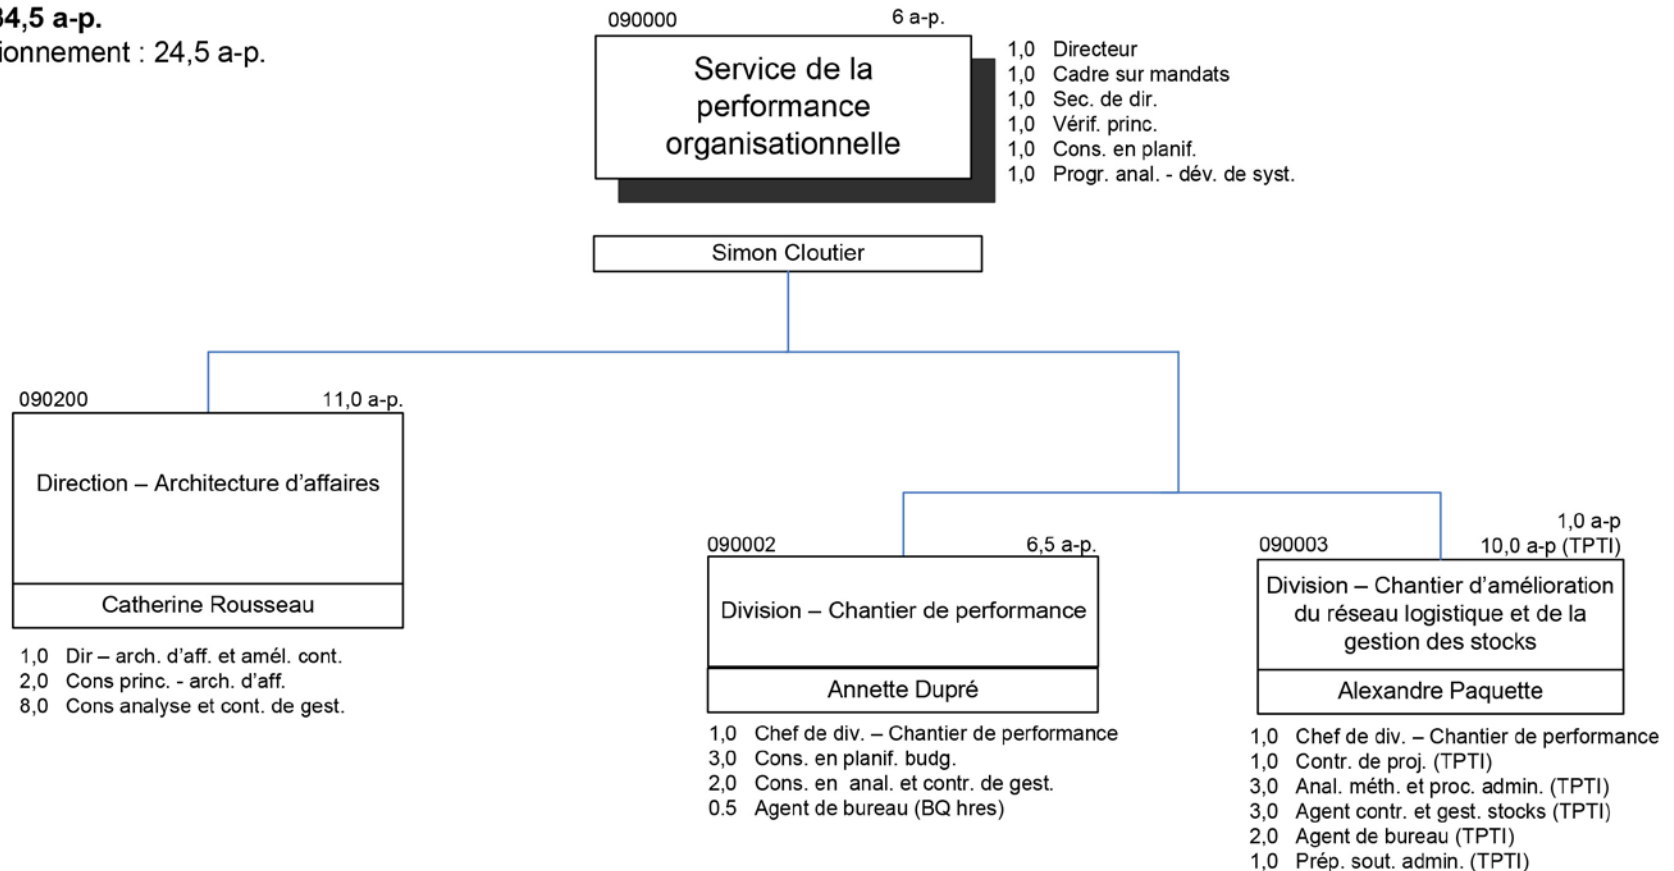 34,5 a-p.
ionnement : 24,5 a-p.
090000
6 a-p.
Service de la
performance
organisationnelle
1,0 Directeur
1,0 Cadre sur mandats
1,0 Sec. de dir.
1,0 Vérif. princ.
1,0 Cons. en planif.
1,0 Progr. anal. - dév. de syst.
Simon Cloutier
090200
11,0 a-p.
Direction – Architecture d'affaires
Catherine Rousseau
1,0 Dir – arch. d'aff. et amél. cont.
2,0 Cons princ. - arch. d'aff.
8,0 Cons analyse et cont. de gest.
090002
6,5 a-p.
Division – Chantier de performance
Annette Dupré
1,0 Chef de div. – Chantier de performance
3,0 Cons. en planif. budg.
2,0 Cons. en anal. et contr. de gest.
0.5 Agent de bureau (BQ hres)
1,0 a-p
090003
10,0 a-p (TPTI)
Division – Chantier d'amélioration
du réseau logistique et de la
gestion des stocks
Alexandre Paquette
1,0 Chef de div. – Chantier de performance
1,0 Contr. de proj. (TPTI)
3,0 Anal. méth. et proc. admin. (TPTI)
3,0 Agent contr. et gest. stocks (TPTI)
2,0 Agent de bureau (TPTI)
1,0 Prép. sout. admin. (TPTI)